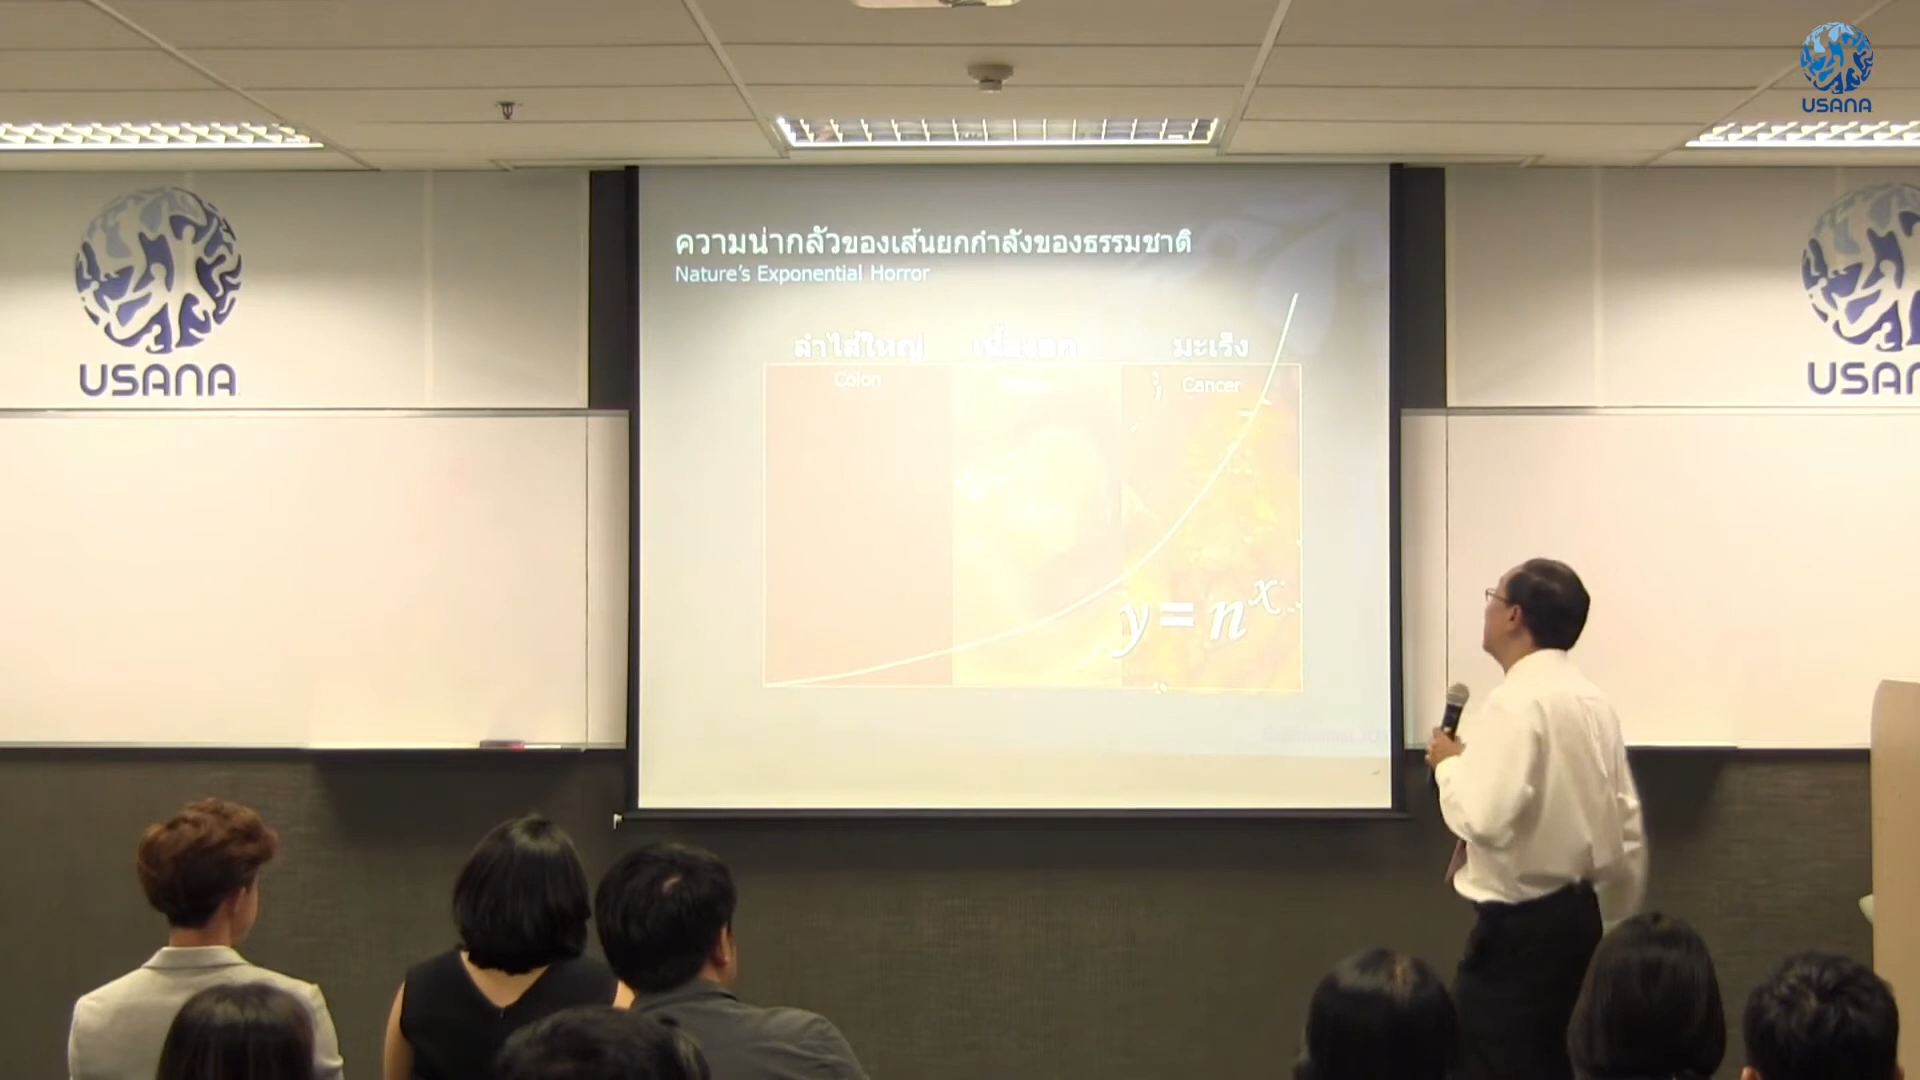 USANA
USANA
USANA
ความน่ากลัวของเส้นยกกำลังของธรรมชาติ
Nature's Exponential Horror
ลำไส้ใหญ่
มะเร็ง
Colon
Cancer
y = n^x